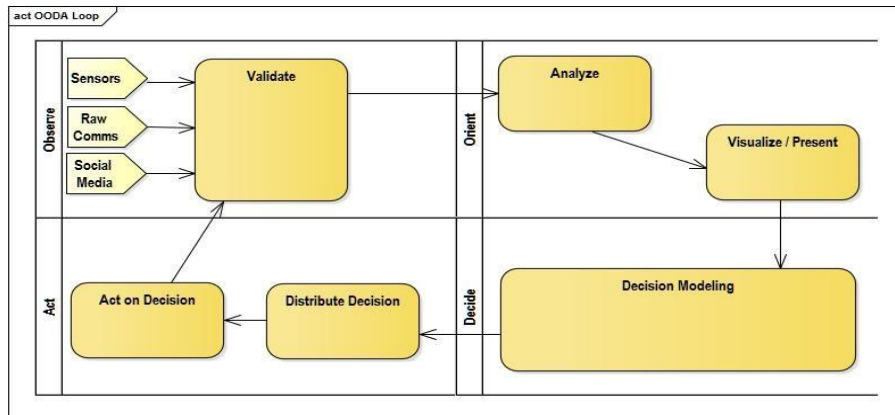 act OODA Loop
Observe
Sensors
Raw
Comms
Social
Media
Validate
Orient
Analyze
Visualize / Present
Act
Act on Decision
Distribute Decision
Decide
Decision Modeling